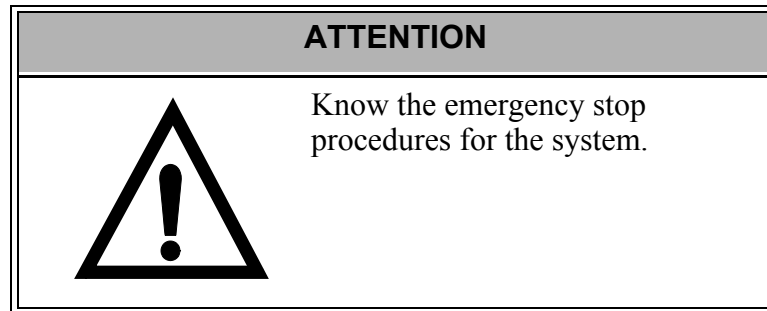 ATTENTION
Know the emergency stop
procedures for the system.